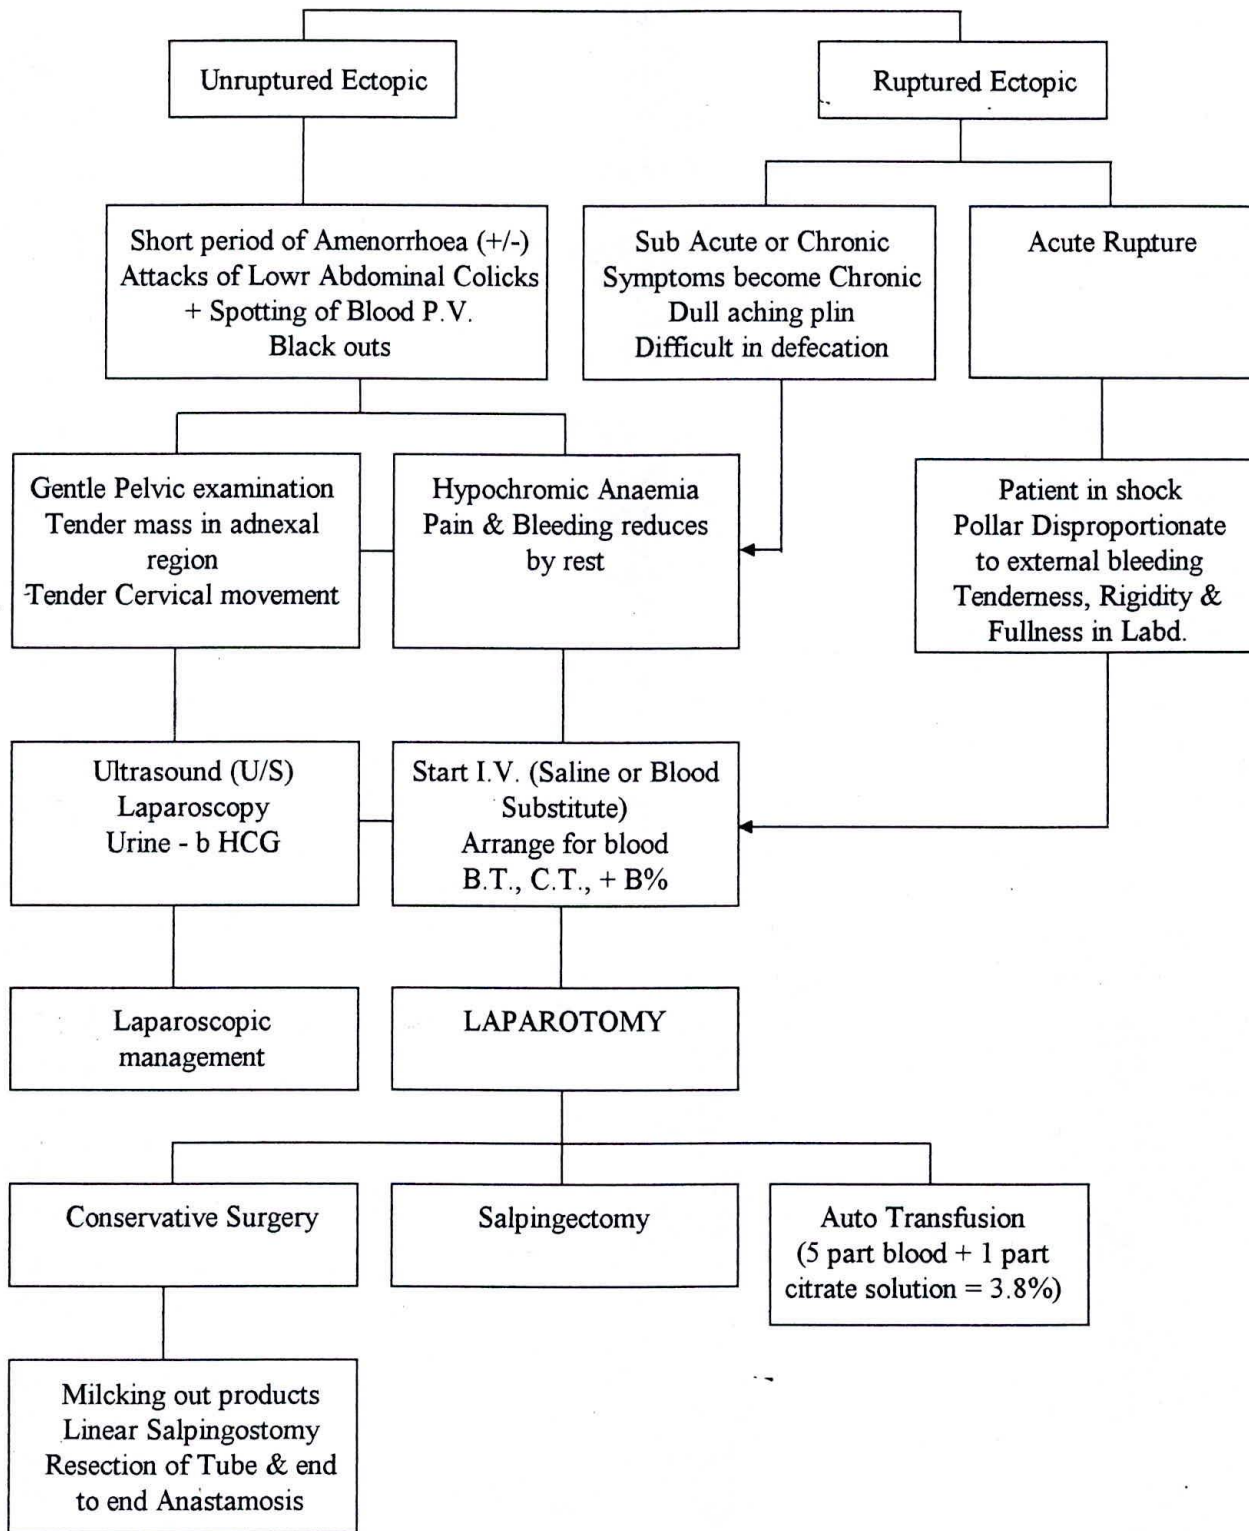 Unruptured Ectopic
Ruptured Ectopic
Short period of Amenorrhoea (+/-)
Attacks of Lowr Abdominal Colicks
+ Spotting of Blood P.V.
Black outs
Sub Acute or Chronic
Symptoms become Chronic
Dull aching plin
Difficult in defecation
Acute Rupture
Gentle Pelvic examination
Tender mass in adnexal
region
Tender Cervical movement
Hypochromic Anaemia
Pain & Bleeding reduces
by rest
Patient in shock
Pollar Disproportionate
to external bleeding
Tenderness, Rigidity &
Fullness in Labd.
Ultrasound (U/S)
Laparoscopy
Urine - b HCG
Start I.V. (Saline or Blood
Substitute)
Arrange for blood
B.T., C.T., + B%
Laparoscopic
management
LAPAROTOMY
Conservative Surgery
Salpingectomy
Auto Transfusion
(5 part blood + 1 part
citrate solution = 3.8%)
Milcking out products
Linear Salpingostomy
Resection of Tube & end
to end Anastamosis